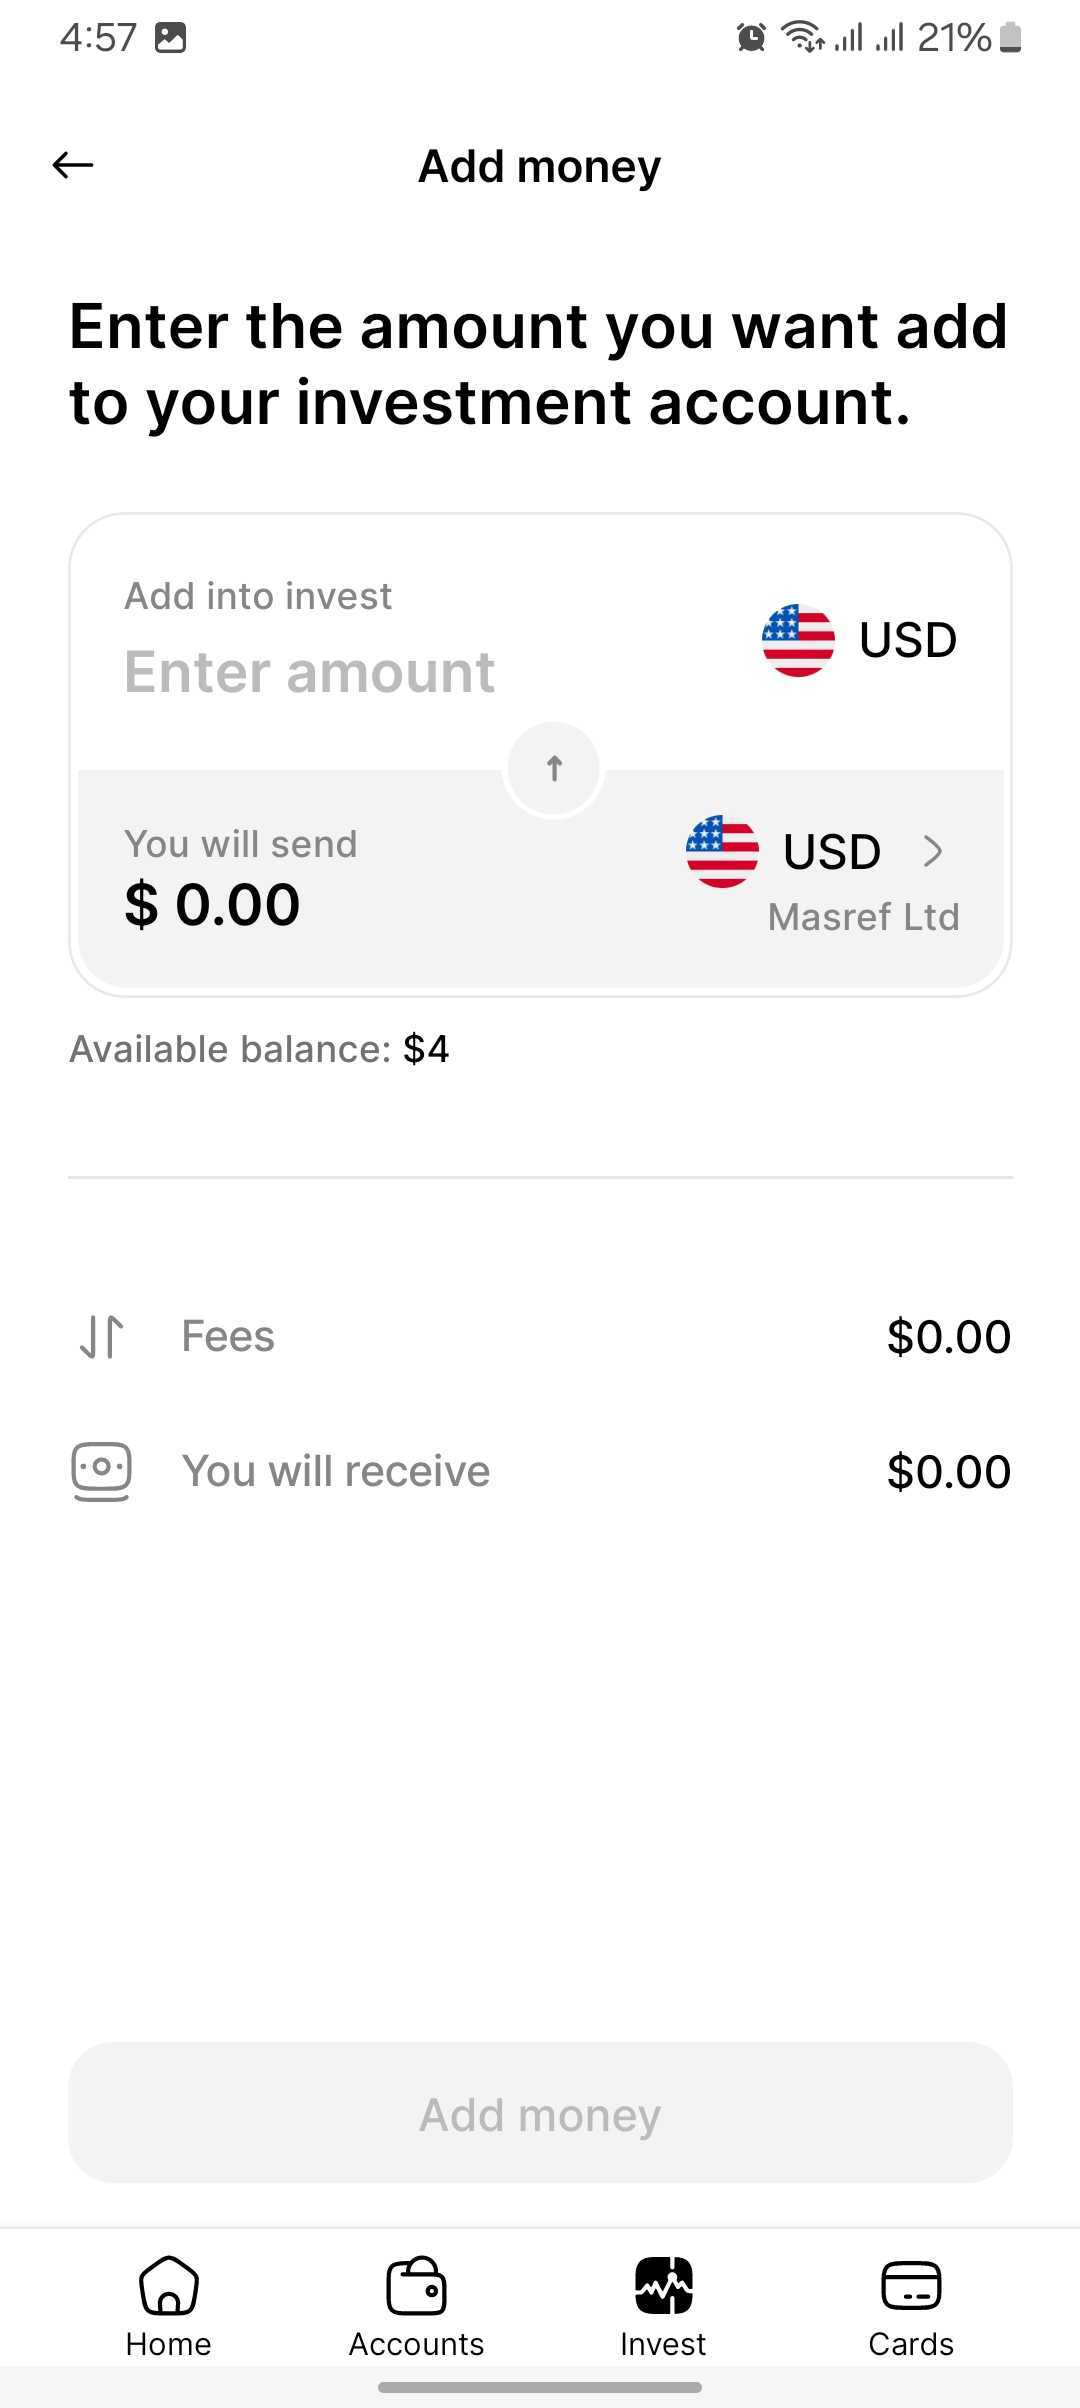 4:57
21%
Add money
Enter the amount you want add
to your investment account.
Add into invest
Enter amount
USD
You will send
$ 0.00
USD
Masref Ltd
Available balance: $4
Fees
$0.00
You will receive
$0.00
Add money
Home
Accounts
Invest
Cards